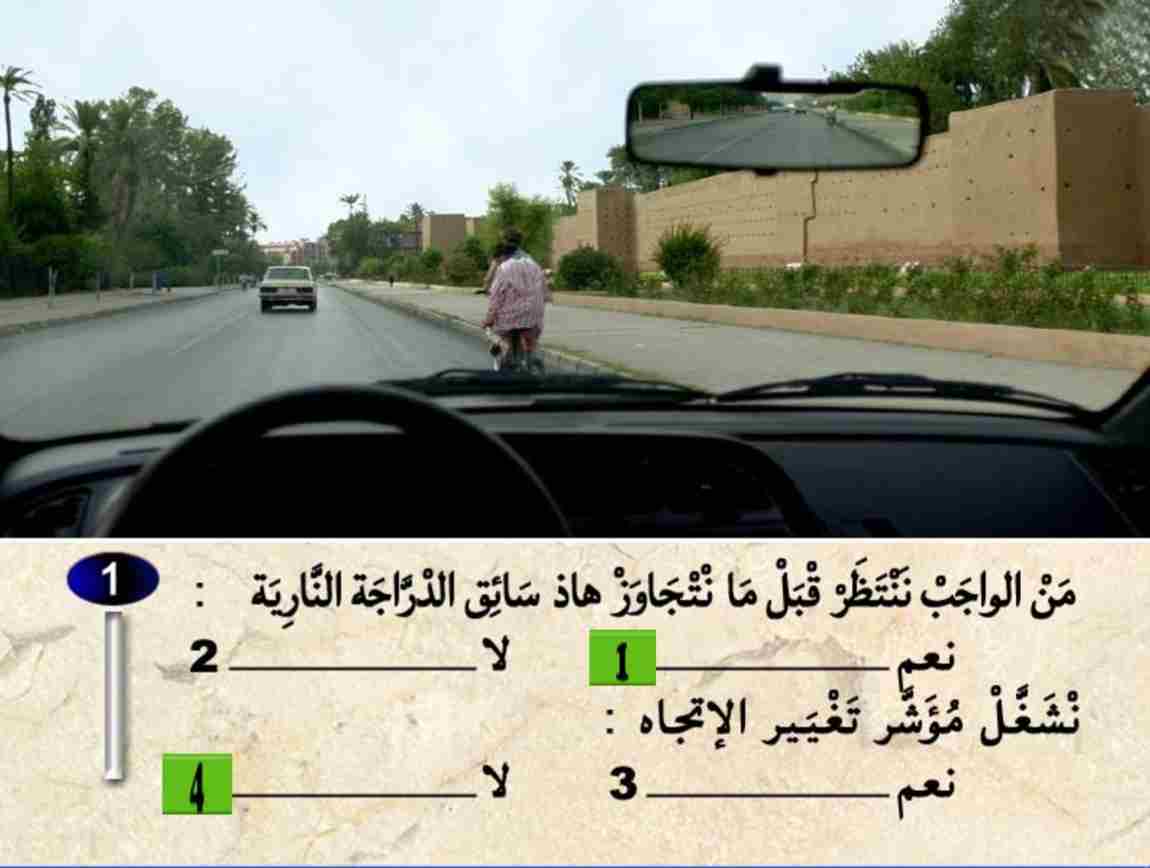 1
مَنْ الواجَبْ نَنْتَظَرْ قْبَلْ مَا نْتْجَاوَزْ هاذ سَائِق الدْرَّاجَة النَّارِيَة :
نعم 1 لا 2
نْشَغَّلْ مُؤَشَّر تَغْيَير الإتجاه :
نعم 3 لا 4